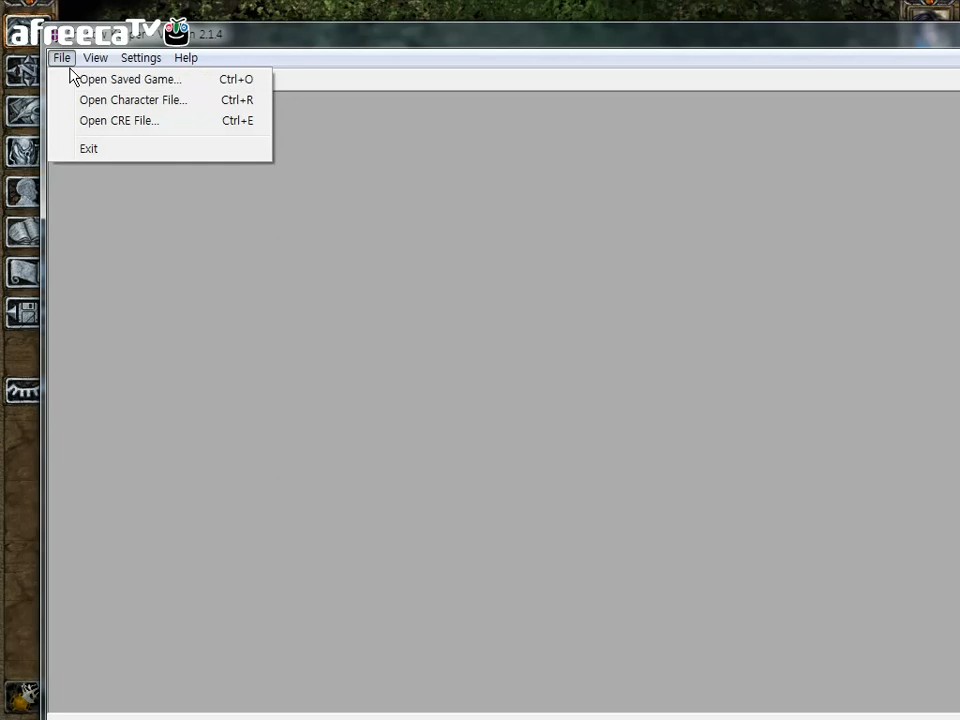 afreecaTV
2.1.4
File View Settings Help
Open Saved Game... Ctrl+O
Open Character File... Ctrl+R
Open CRE File... Ctrl+E
Exit